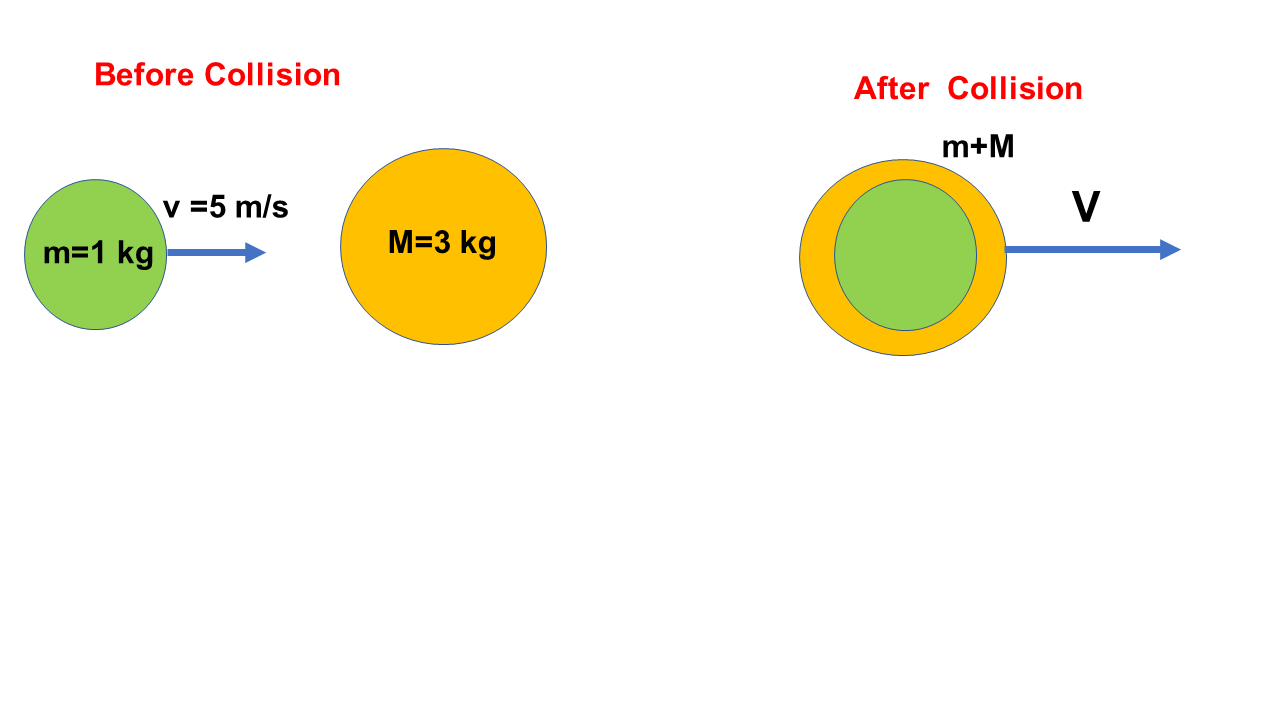 Before Collision
v =5 m/s
m=1 kg
M=3 kg
After  Collision
m+M
V